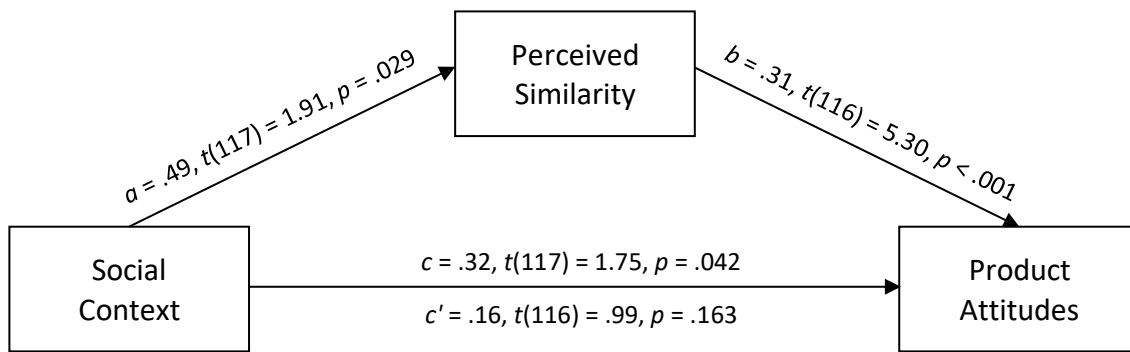 Perceived
Similarity
a = .49, t(117) = 1.91, p = .029
b = .31, t(116) = 5.30, p < .001
Social
Context
c = .32, t(117) = 1.75, p = .042
c' = .16, t(116) = .99, p = .163
Product
Attitudes